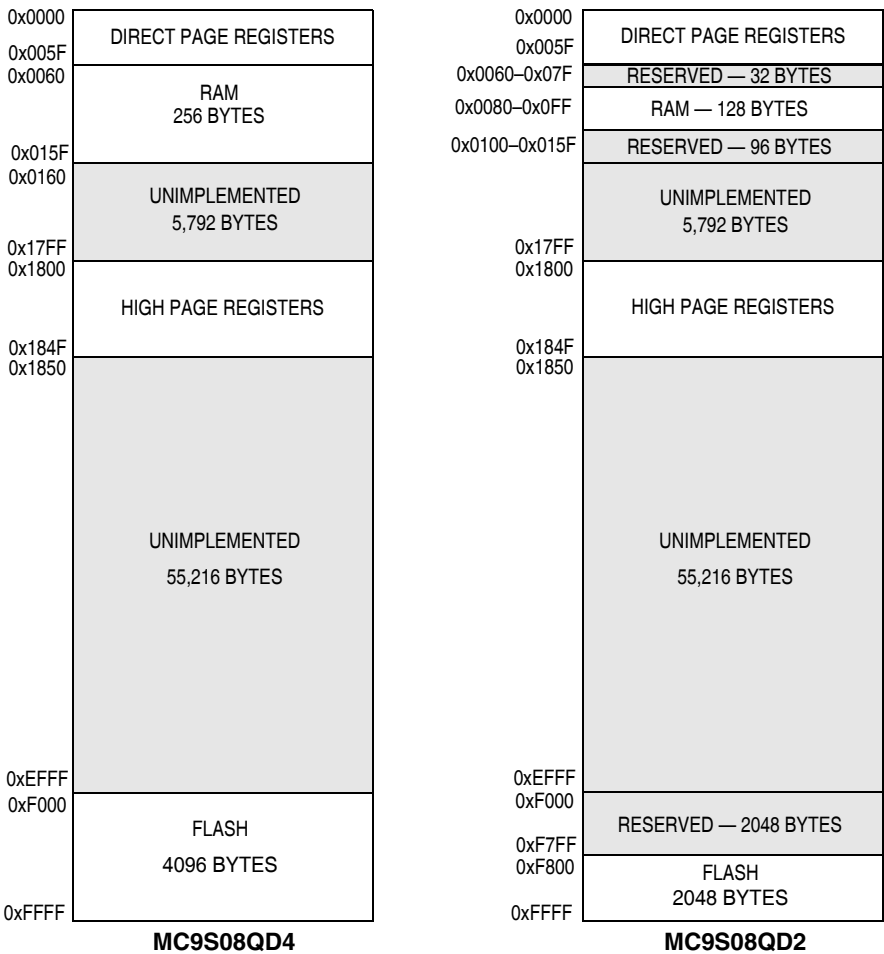 0x0000
DIRECT PAGE REGISTERS
0x005F
0x0060
RAM
256 BYTES
0x015F
0x0160
UNIMPLEMENTED
5,792 BYTES
0x17FF
0x1800
HIGH PAGE REGISTERS
0x184F
0x1850
UNIMPLEMENTED
55,216 BYTES
0xEFFF
0xF000
FLASH
4096 BYTES
0xFFFF
MC9S08QD4
0x0000
DIRECT PAGE REGISTERS
0x005F
0x0060–0x07F
RESERVED — 32 BYTES
0x0080–0x0FF
RAM — 128 BYTES
0x0100–0x015F
RESERVED — 96 BYTES
UNIMPLEMENTED
5,792 BYTES
0x17FF
0x1800
HIGH PAGE REGISTERS
0x184F
0x1850
UNIMPLEMENTED
55,216 BYTES
0xEFFF
0xF000
RESERVED — 2048 BYTES
0xF7FF
0xF800
FLASH
2048 BYTES
0xFFFF
MC9S08QD2